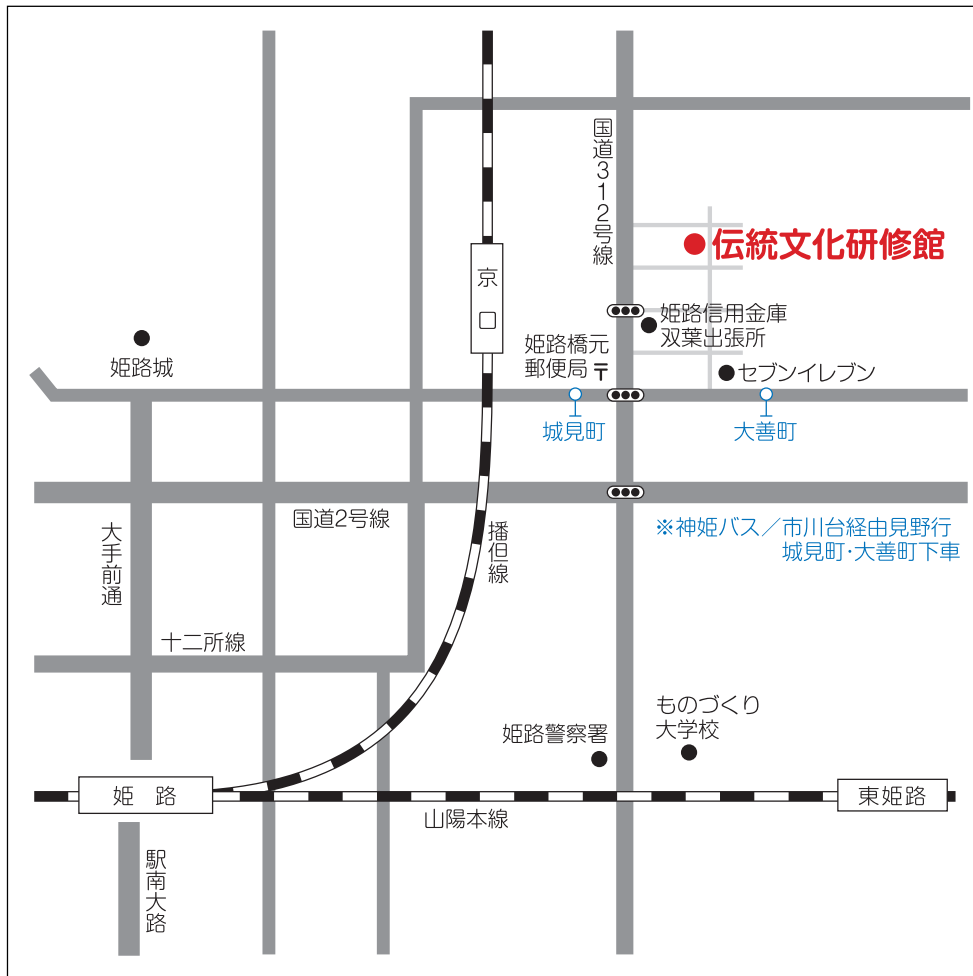 国道312号線
伝統文化研修館
京口
姫路信用金庫
双葉出張所
姫路橋元
郵便局〒
姫路城
セブンイレブン
城見町
大善町
国道2号線
※神姫バス／市川台経由見野行
城見町・大善町下車
大手前通
播但線
十二所線
ものづくり
大学校
姫路警察署
姫路
東姫路
山陽本線
駅南大路